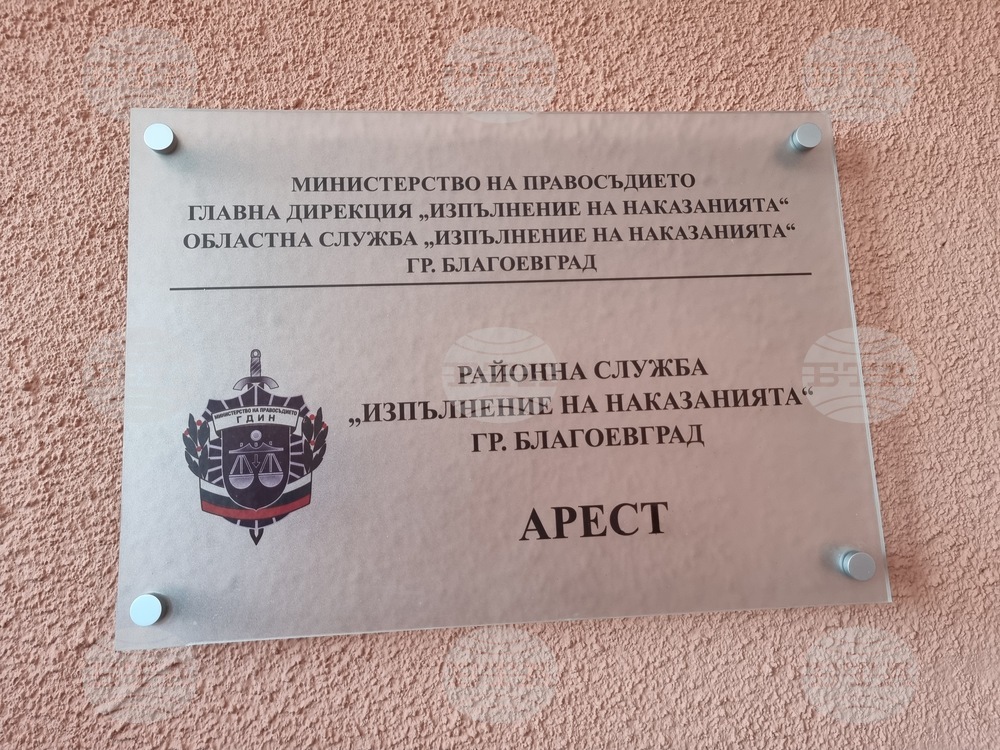 МИНИСТЕРСТВО НА ПРАВОСЪДИЕТО
ГЛАВНА ДИРЕКЦИЯ „ИЗПЪЛНЕНИЕ НА НАКАЗАНИЯТА“
ОБЛАСТНА СЛУЖБА „ИЗПЪЛНЕНИЕ НА НАКАЗАНИЯТА“
ГР. БЛАГОЕВГРАД
РАЙОННА СЛУЖБА
„ИЗПЪЛНЕНИЕ НА НАКАЗАНИЯТА“
ГР. БЛАГОЕВГРАД
МИНИСТЕРСТВО НА ПРАВОСЪДИЕТО
ГДИН
АРЕСТ